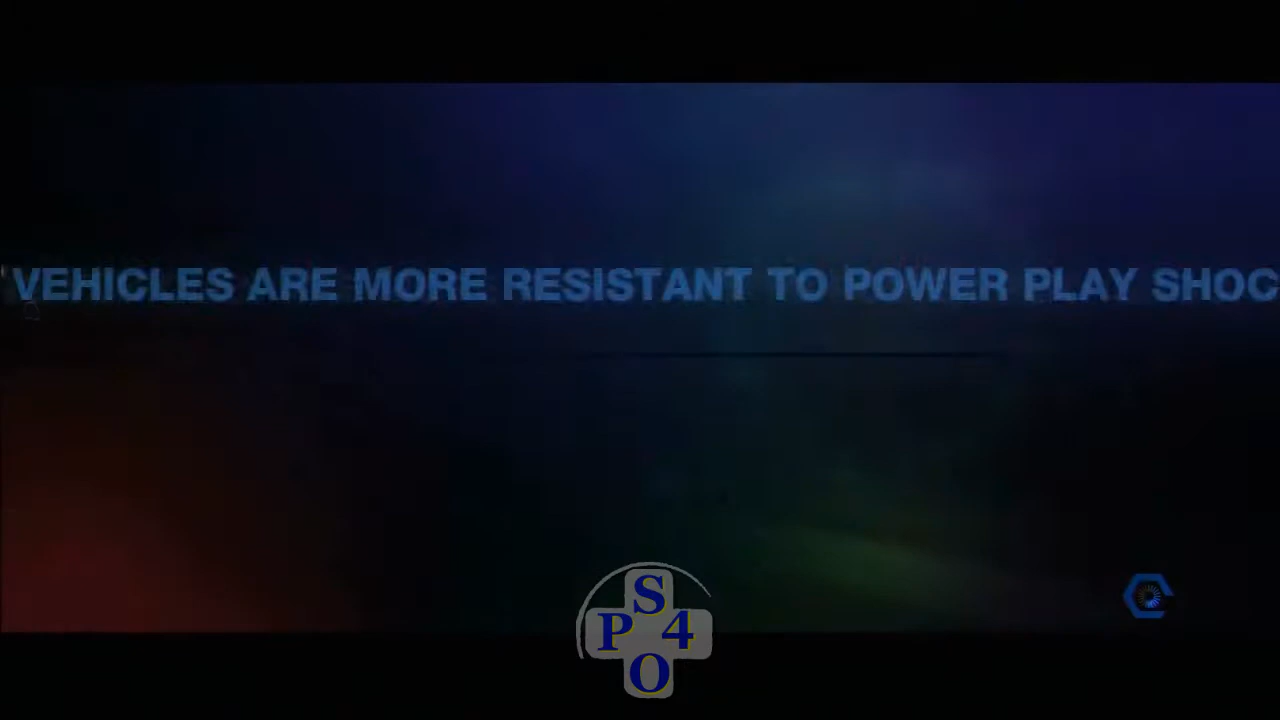 VEHICLES ARE MORE RESISTANT TO POWER PLAY SHOC
S
P 4
O